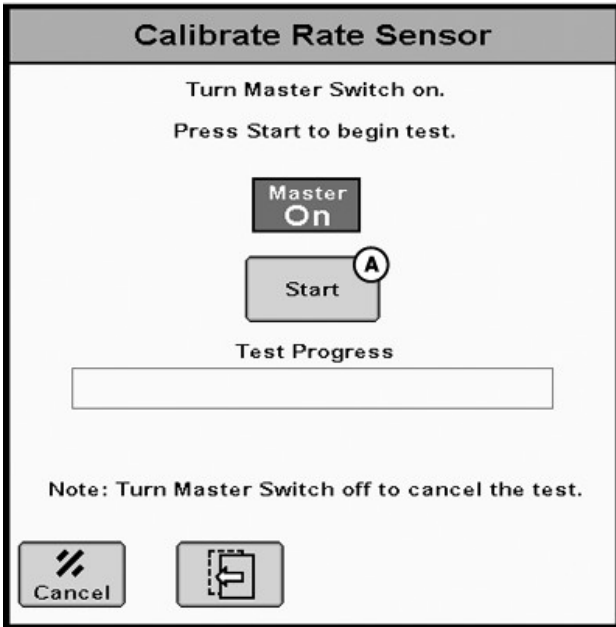 Calibrate Rate Sensor
Turn Master Switch on.
Press Start to begin test.
Master
On
A
Start
Test Progress
Note: Turn Master Switch off to cancel the test.
Cancel